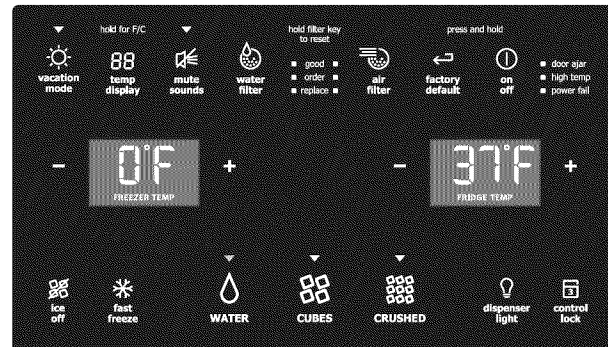 hold for F/C
hold filter key
to reset
press and hold
vacation
mode
88
temp
display
mute
sounds
water
filter
good
order
replace
air
filter
factory
default
on
off
door ajar
high temp
power fail
- 0°F +
FREEZER TEMP
- 37°F +
FRIDGE TEMP
ice
off
fast
freeze
WATER
CUBES
CRUSHED
dispenser
light
3
control
lock